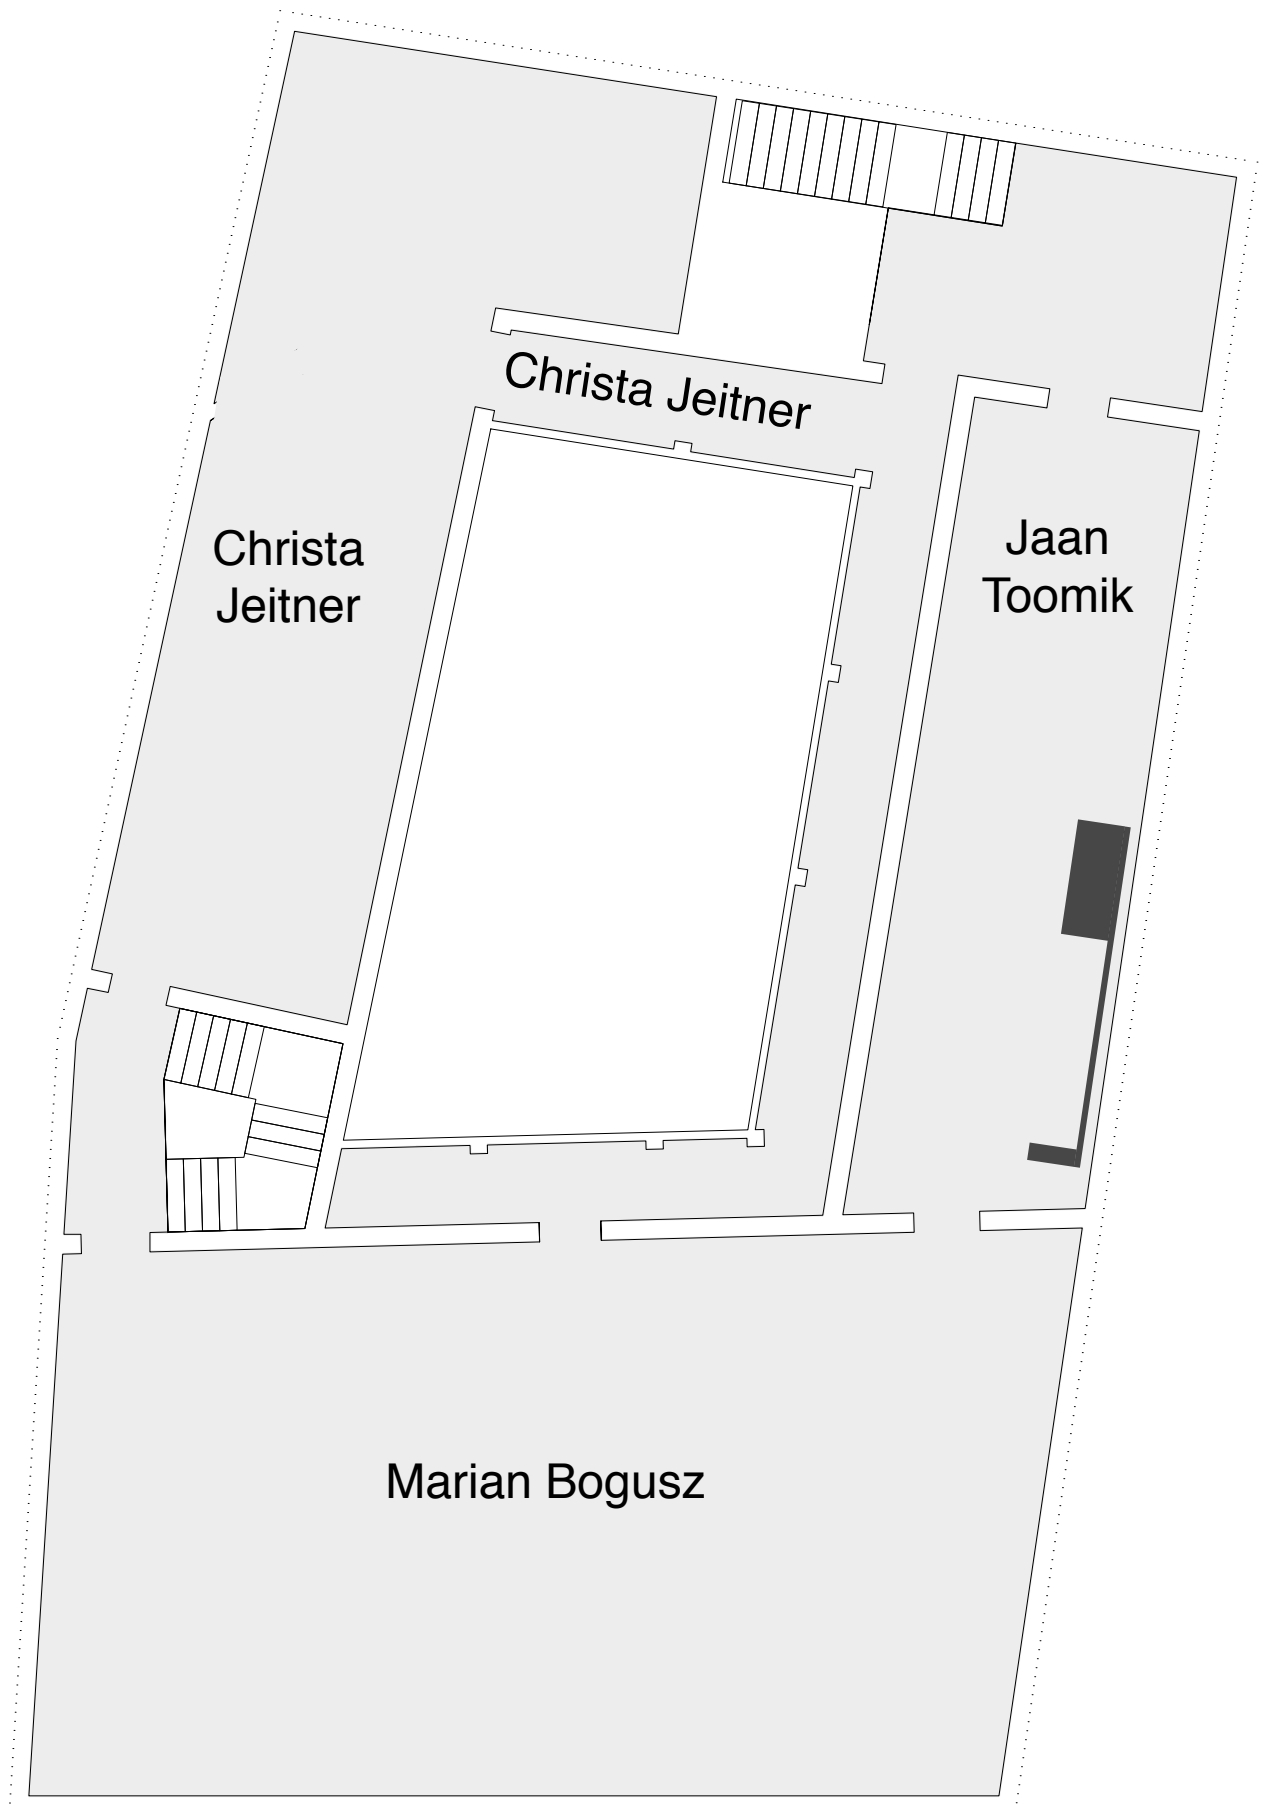 Christa Jeitner
Christa
Jeitner
Jaan
Toomik
Marian Bogusz